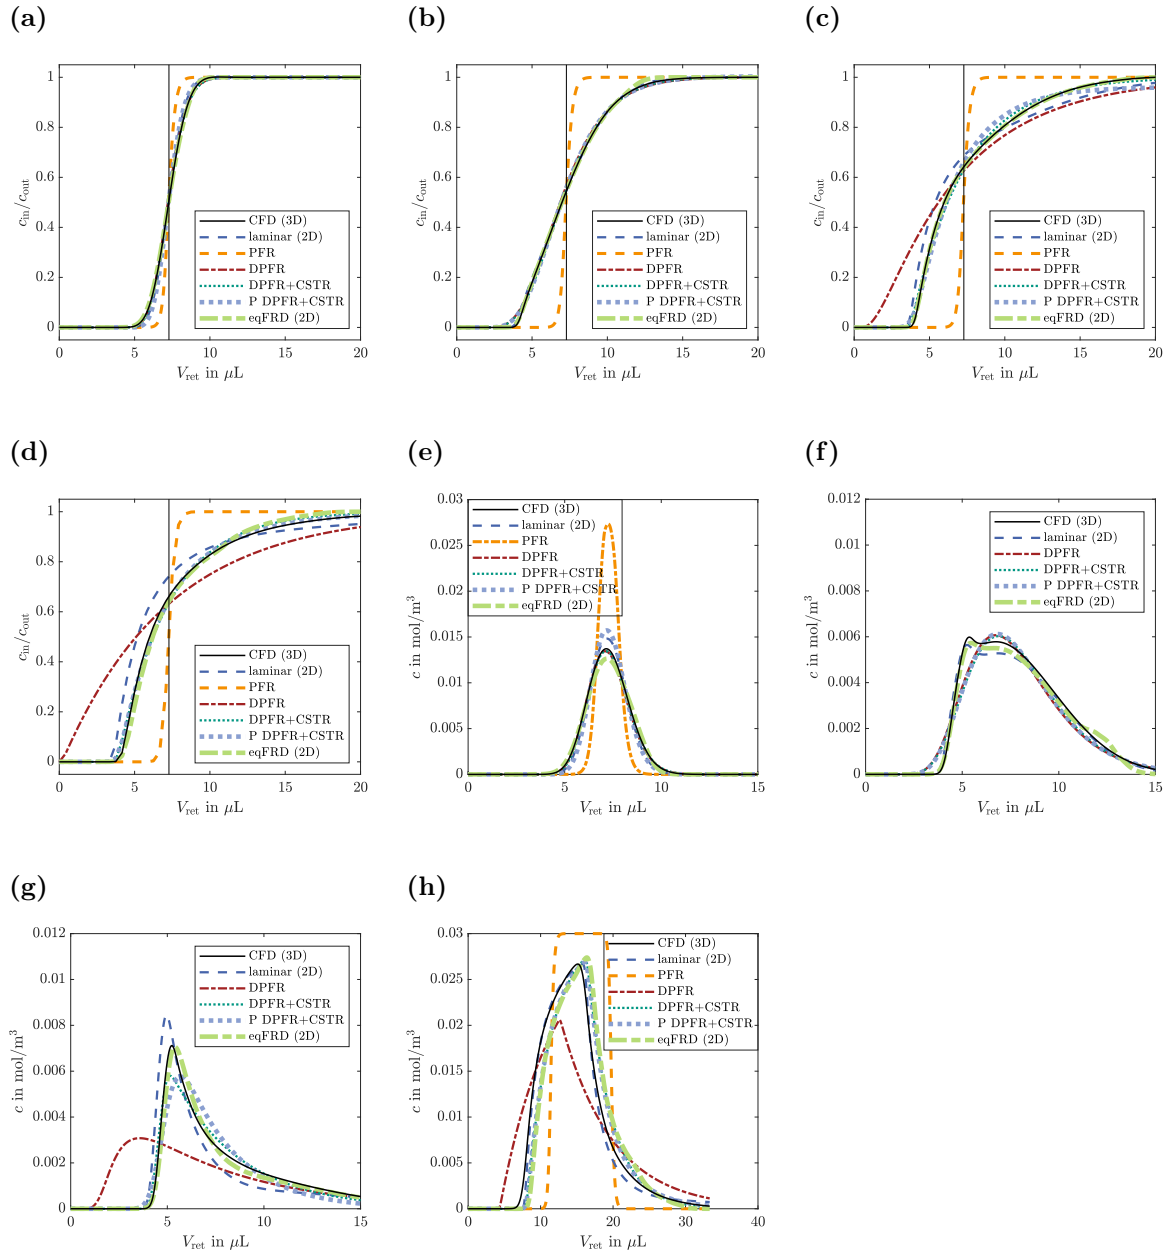 (a)
(b)
(c)
c_in/c_out
1
0.8
0.6
0.4
0.2
0
CFD (3D)
laminar (2D)
PFR
DPFR
DPFR+CSTR
P DPFR+CSTR
eqFRD (2D)
0 5 10 15 20
V_ret in μL
c_in/c_out
1
0.8
0.6
0.4
0.2
0
CFD (3D)
laminar (2D)
PFR
DPFR
DPFR+CSTR
P DPFR+CSTR
eqFRD (2D)
0 5 10 15 20
V_ret in μL
c_in/c_out
1
0.8
0.6
0.4
0.2
0
CFD (3D)
laminar (2D)
PFR
DPFR
DPFR+CSTR
P DPFR+CSTR
eqFRD (2D)
0 5 10 15 20
V_ret in μL
(d)
(e)
(f)
c_in/c_out
1
0.8
0.6
0.4
0.2
0
CFD (3D)
laminar (2D)
PFR
DPFR
DPFR+CSTR
P DPFR+CSTR
eqFRD (2D)
0 5 10 15 20
V_ret in μL
c in mol/m³
0.03
0.025
0.02
0.015
0.01
0.005
0
CFD (3D)
laminar (2D)
PFR
DPFR
DPFR+CSTR
P DPFR+CSTR
eqFRD (2D)
0 5 10 15
V_ret in μL
c in mol/m³
0.012
0.01
0.008
0.006
0.004
0.002
0
CFD (3D)
laminar (2D)
DPFR
DPFR+CSTR
P DPFR+CSTR
eqFRD (2D)
0 5 10 15
V_ret in μL
(g)
(h)
c in mol/m³
0.012
0.01
0.008
0.006
0.004
0.002
0
CFD (3D)
laminar (2D)
DPFR
DPFR+CSTR
P DPFR+CSTR
eqFRD (2D)
0 5 10 15
V_ret in μL
c in mol/m³
0.03
0.025
0.02
0.015
0.01
0.005
0
CFD (3D)
laminar (2D)
PFR
DPFR
DPFR+CSTR
P DPFR+CSTR
eqFRD (2D)
0 10 20 30 40
V_ret in μL